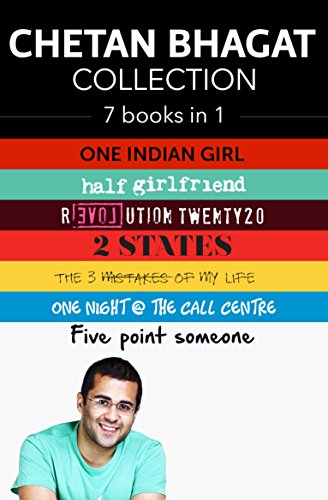 CHETAN BHAGAT
COLLECTION
7 books in 1
ONE INDIAN GIRL
half girlfriend
REVOLUTION TWENTY20
2 STATES
THE 3 MISTAKES OF MY LIFE
ONE NIGHT @ THE CALL CENTRE
Five point someone